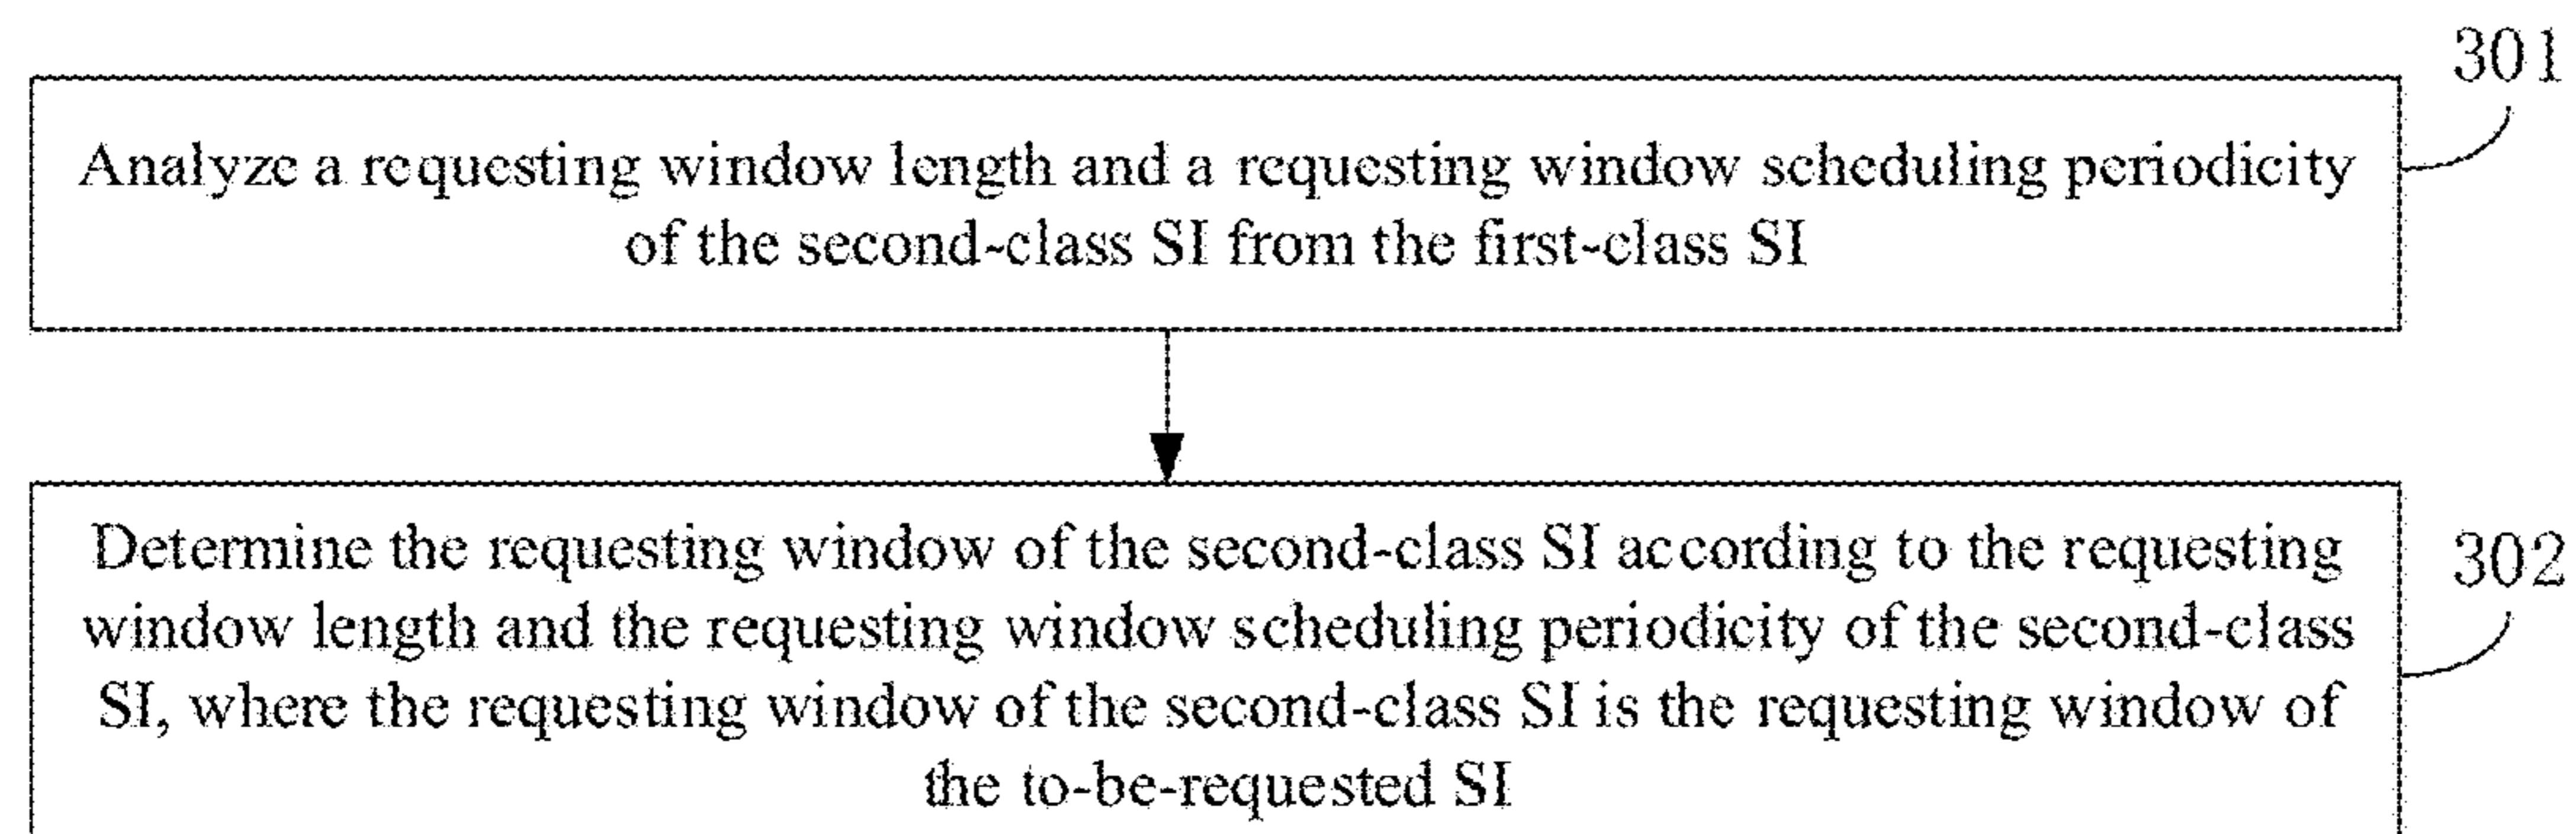 301
Analyze a requesting window length and a requesting window scheduling periodicity
of the second-class SI from the first-class SI
302
Determine the requesting window of the second-class SI according to the requesting
window length and the requesting window scheduling periodicity of the second-class
SI, where the requesting window of the second-class SI is the requesting window of
the to-be-requested SI